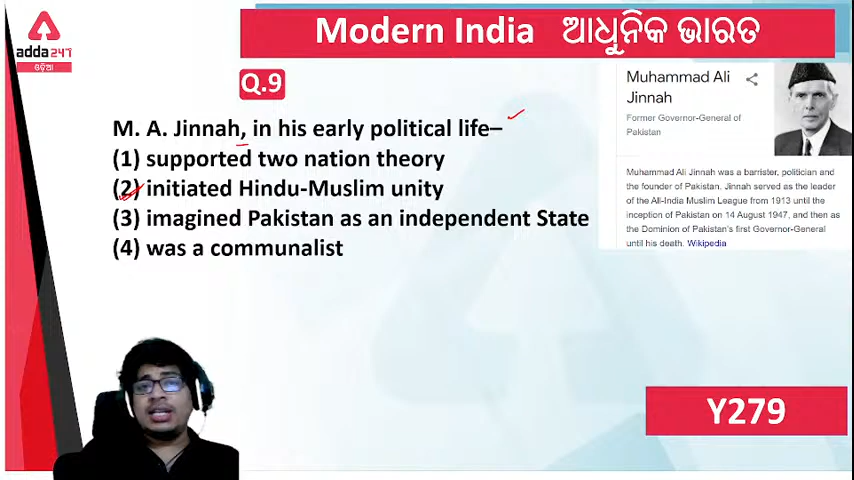 adda247
ଓଡ଼ିଆ
Modern India ଆଧୁନିକ ଭାରତ
Q.9
M. A. Jinnah, in his early political life–
(1) supported two nation theory
(2) initiated Hindu-Muslim unity
(3) imagined Pakistan as an independent State
(4) was a communalist
Muhammad Ali
Jinnah
Former Governor-General of
Pakistan
Muhammad Ali Jinnah was a barrister, politician and
the founder of Pakistan. Jinnah served as the leader
of the All-India Muslim League from 1913 until the
inception of Pakistan on 14 August 1947, and then as
the Dominion of Pakistan's first Governor-General
until his death. Wikipedia
Y279